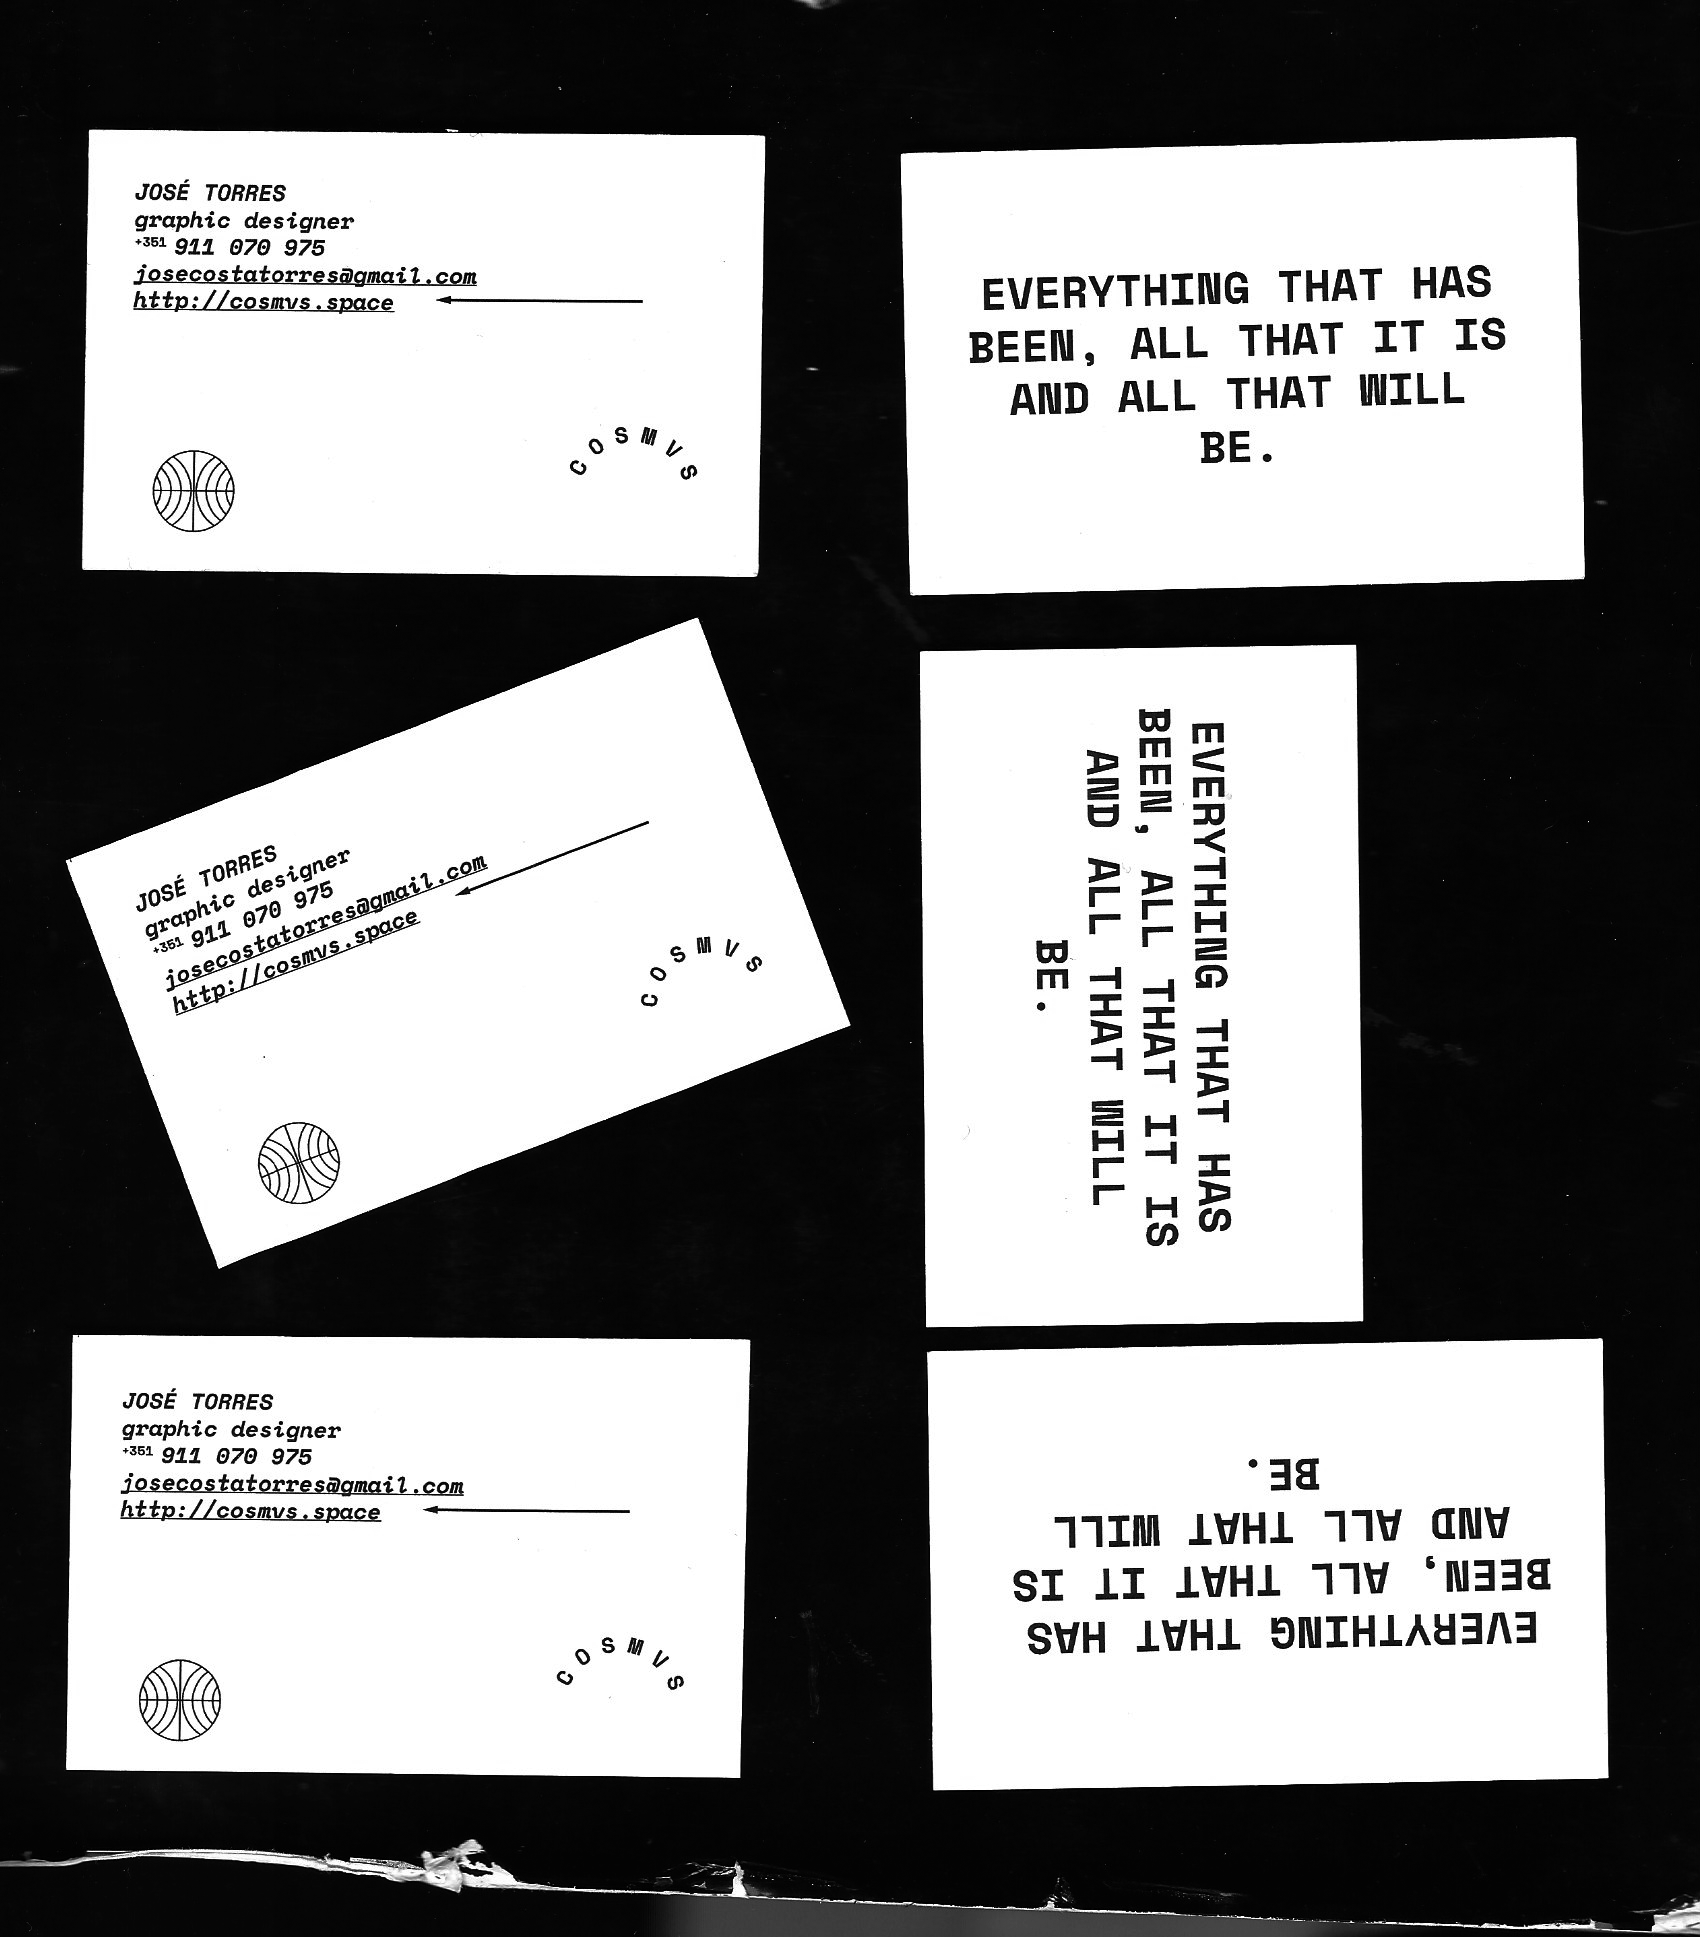 JOSÉ TORRES
graphic designer
+351 911 070 975
josecostatorres@gmail.com
http://cosmvs.space
COSMVS
EVERYTHING THAT HAS
BEEN, ALL THAT IT IS
AND ALL THAT WILL
BE.
JOSÉ TORRES
graphic designer
+351 911 070 975
josecostatorres@gmail.com
http://cosmvs.space
COSMVS
EVERYTHING THAT HAS
BEEN, ALL THAT IT IS
AND ALL THAT WILL
BE.
JOSÉ TORRES
graphic designer
+351 911 070 975
josecostatorres@gmail.com
http://cosmvs.space
COSMVS
EVERYTHING THAT HAS
BEEN, ALL THAT IT IS
AND ALL THAT WILL
BE.